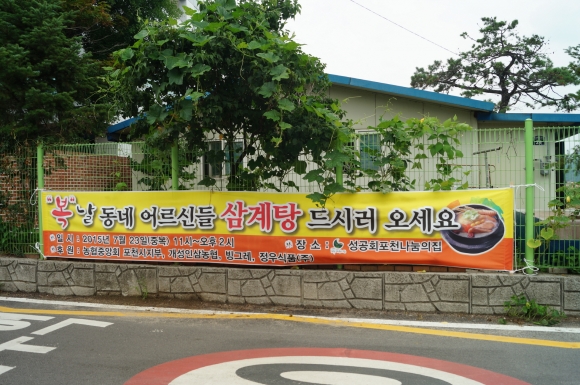 "복"날 동네 어르신들 삼계탕 드시러 오세요
일 시 : 2015년 7월 23일(중복) 11시~오후 2시 장 소 : 성공회포천나눔의집
후 원 : 농협중앙회 포천시지부, 개성인삼농협, 빙그레, 정우식품(주)